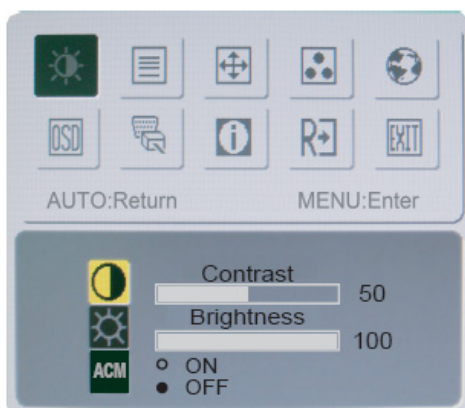 OSD
i
R
EXIT
AUTO:Return MENU:Enter
Contrast
50
Brightness
100
ACM ON
OFF